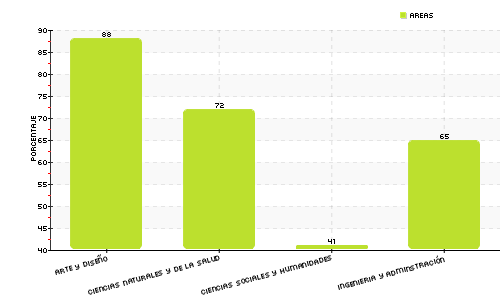 AREAS
90
85
80
75
70
65
60
55
50
45
40
PORCENTAJE
88
72
41
65
ARTE Y DISEÑO
CIENCIAS NATURALES Y DE LA SALUD
CIENCIAS SOCIALES Y HUMANIDADES
INGENIERIA Y ADMINSTRACIÓN